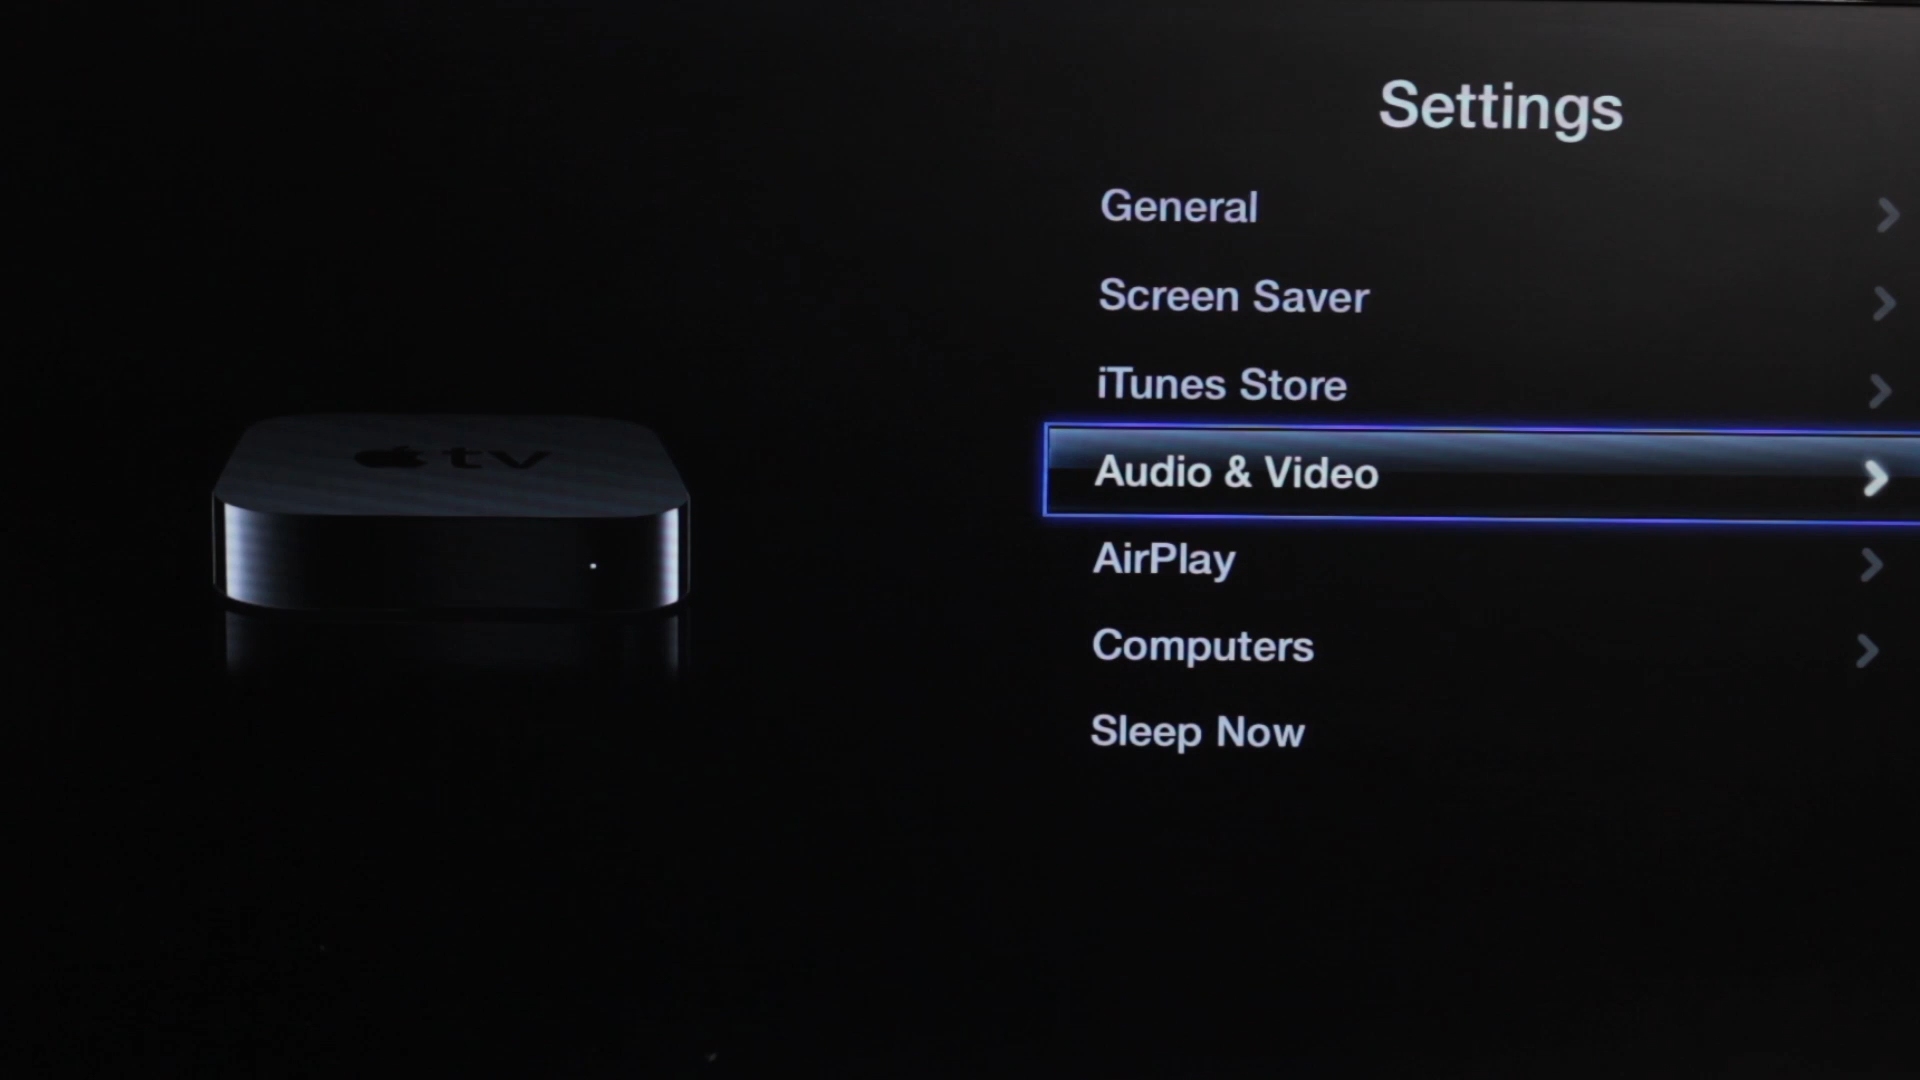 Settings
General
Screen Saver
iTunes Store
Audio & Video
AirPlay
Computers
Sleep Now
tv